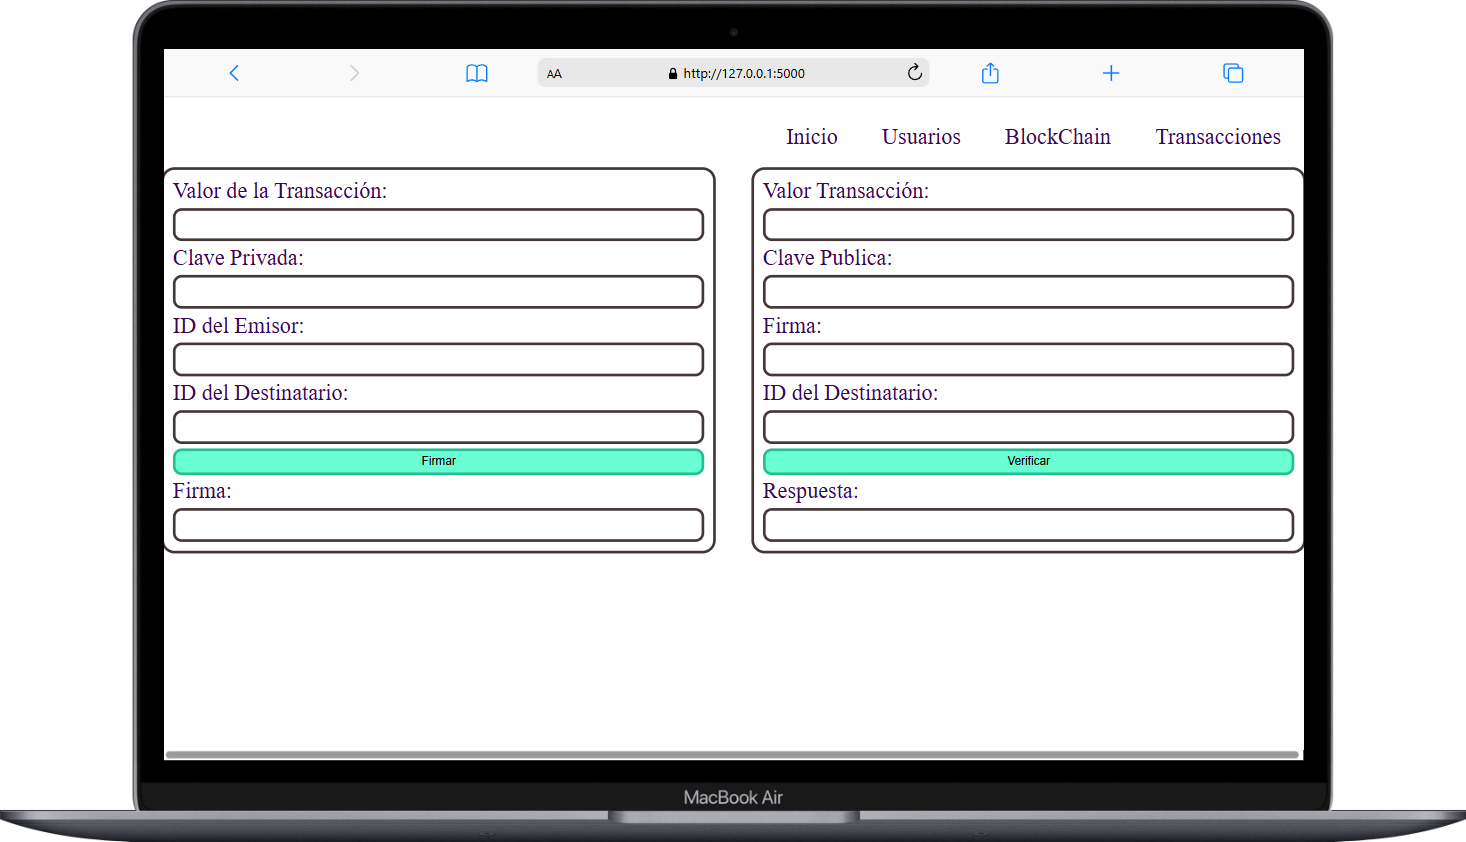 AA http://127.0.0.1:5000
Inicio Usuarios BlockChain Transacciones
Valor de la Transacción:
Clave Privada:
ID del Emisor:
ID del Destinatario:
Firmar
Firma:
Valor Transacción:
Clave Publica:
Firma:
ID del Destinatario:
Verificar
Respuesta:
MacBook Air